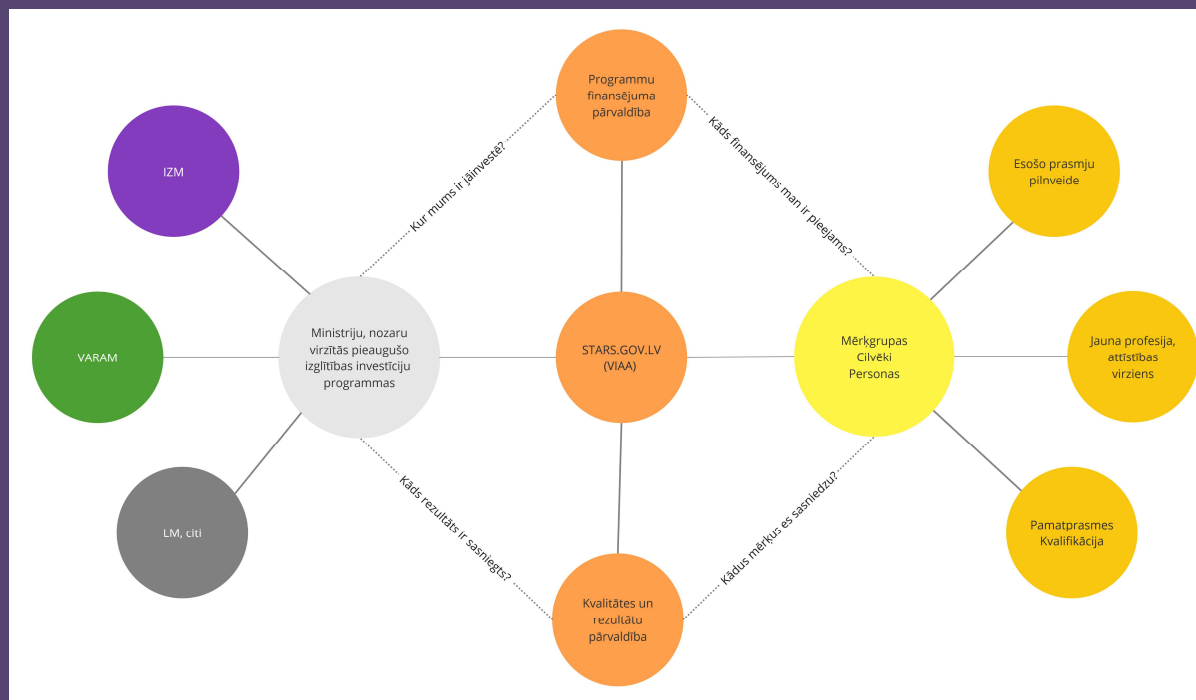 Programmu
finansējuma
pārvaldība
Kur mums ir jāinvestē?
Kāds finansējums man ir pieejams?
IZM
Esošo prasmju
pilnveide
VARAM
Ministriju, nozaru
virzītās pieaugušo
izglītības investīciju
programmas
STARS.GOV.LV
(VIAA)
Mērķgrupas
Cilvēki
Personas
Jauna profesija,
attīstības
virziens
LM, citi
Kāds rezultāts ir sasniegts?
Kādus mērķus es sasniedzu?
Pamatprasmes
Kvalifikācija
Kvalitātes un
rezultātu
pārvaldība